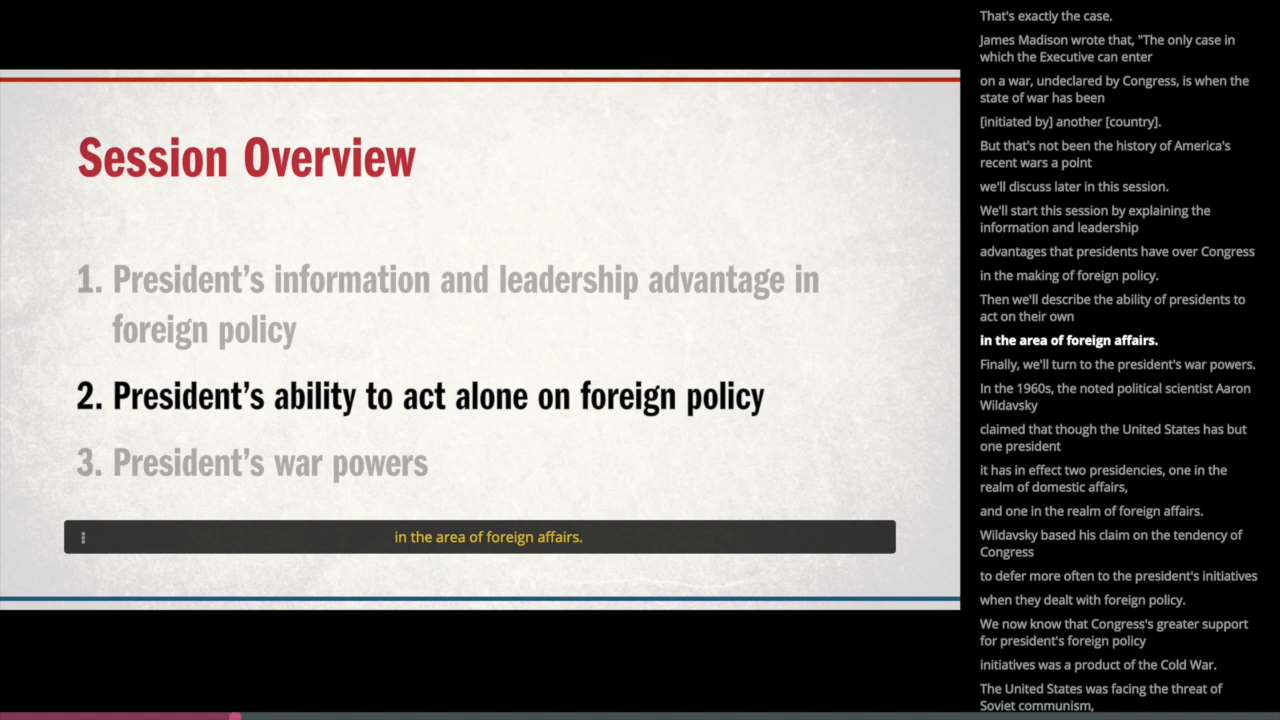 Session Overview
1. President's information and leadership advantage in
foreign policy
2. President's ability to act alone on foreign policy
3. President's war powers
in the area of foreign affairs.
That's exactly the case.
James Madison wrote that, "The only case in
which the Executive can enter
on a war, undeclared by Congress, is when the
state of war has been
[initiated by] another [country].
But that's not been the history of America's
recent wars a point
we'll discuss later in this session.
We'll start this session by explaining the
information and leadership
advantages that presidents have over Congress
in the making of foreign policy.
Then we'll describe the ability of presidents to
act on their own
in the area of foreign affairs.
Finally, we'll turn to the president's war powers.
In the 1960s, the noted political scientist Aaron
Wildavsky
claimed that though the United States has but
one president
it has in effect two presidencies, one in the
realm of domestic affairs,
and one in the realm of foreign affairs.
Wildavsky based his claim on the tendency of
Congress
to defer more often to the president's initiatives
when they dealt with foreign policy.
We now know that Congress's greater support
for president's foreign policy
initiatives was a product of the Cold War.
The United States was facing the threat of
Soviet communism,